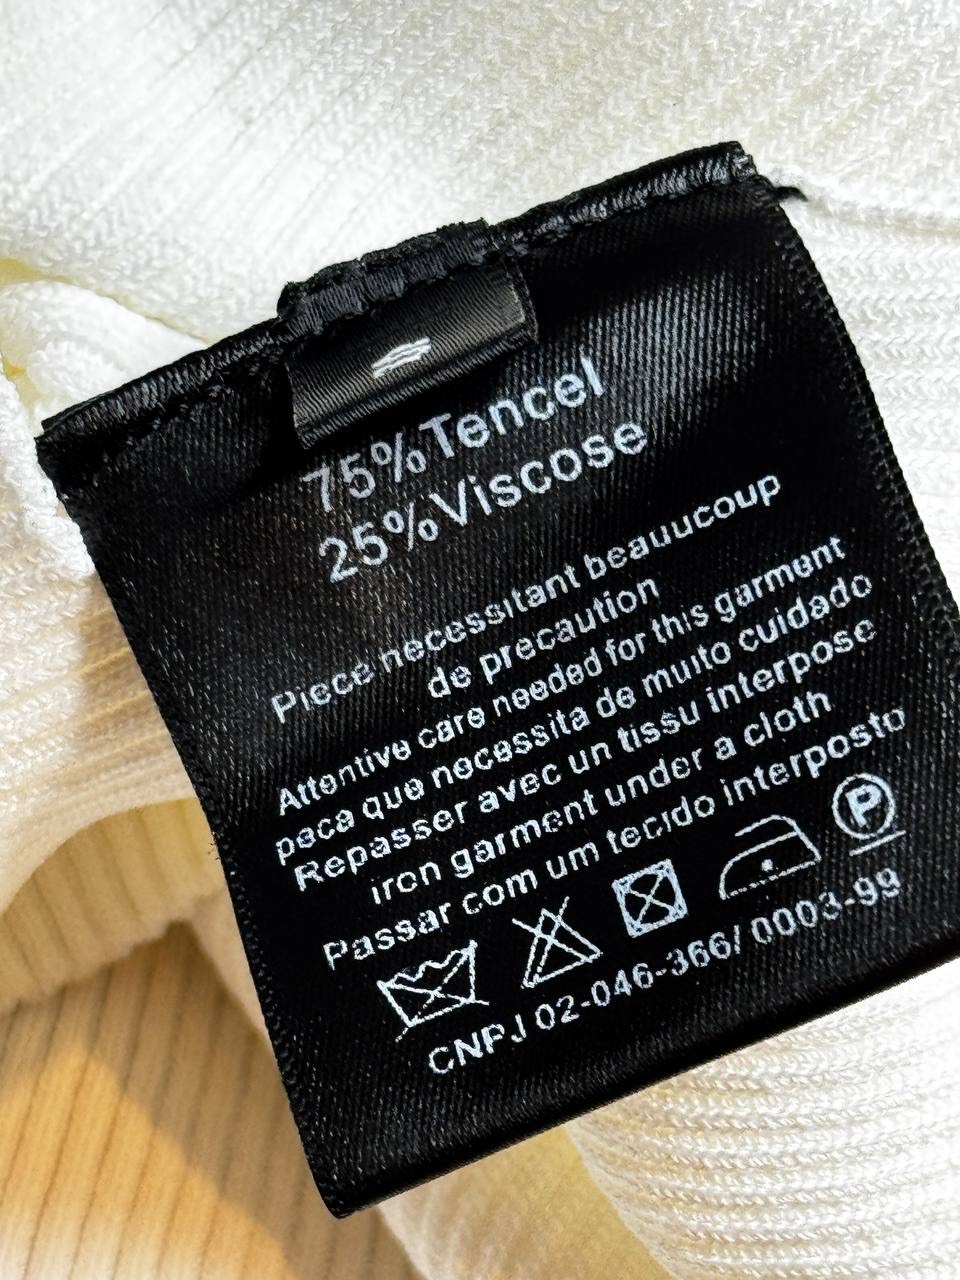 75%Tencel
25%Viscose
Piece necessitant beauucoup
de precaution
Attentive care needed for this garment
peca que necessita de muito cuidado
Repasser avec un tissu interpose
iron garment under a cloth
Passar com um tecido interposto
P
CNPJ 02-046-366/ 0003-99